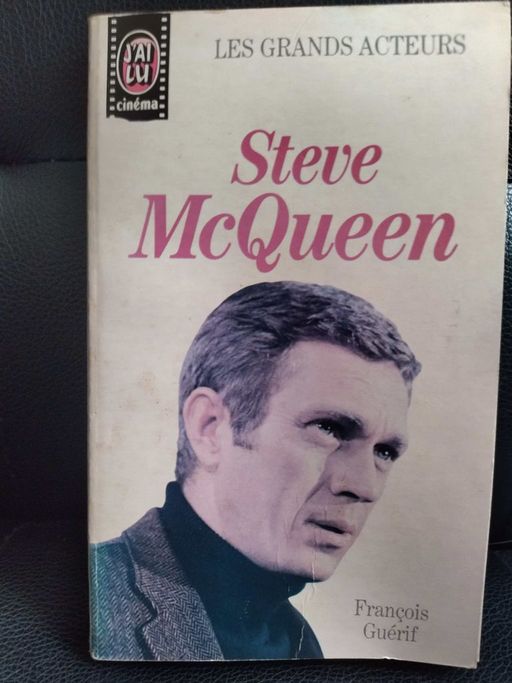 J'AI
LU
cinéma
LES GRANDS ACTEURS
Steve
McQueen
François
Guérif